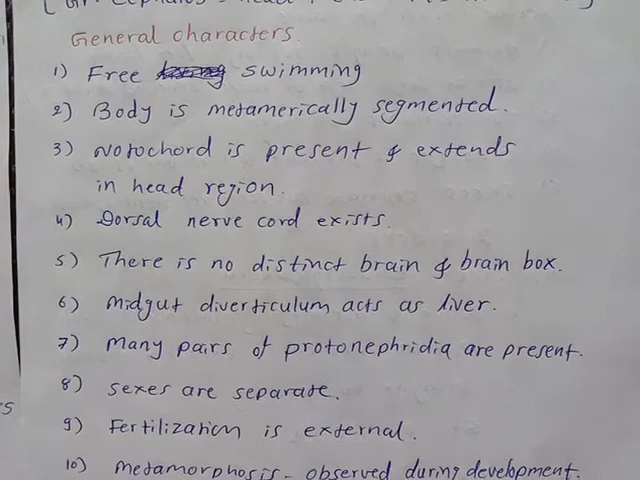 [Gr. Cephalos - head
General characters.
1) Free swimming
2) Body is metamerically segmented.
3) Notochord is present & extends
in head region.
4) Dorsal nerve cord exists.
5) There is no distinct brain & brain box.
6) Midgut diverticulum acts as liver.
7) Many pairs of protonephridia are present.
8) Sexes are separate.
9) Fertilization is external.
10) Metamorphosis - observed during development.